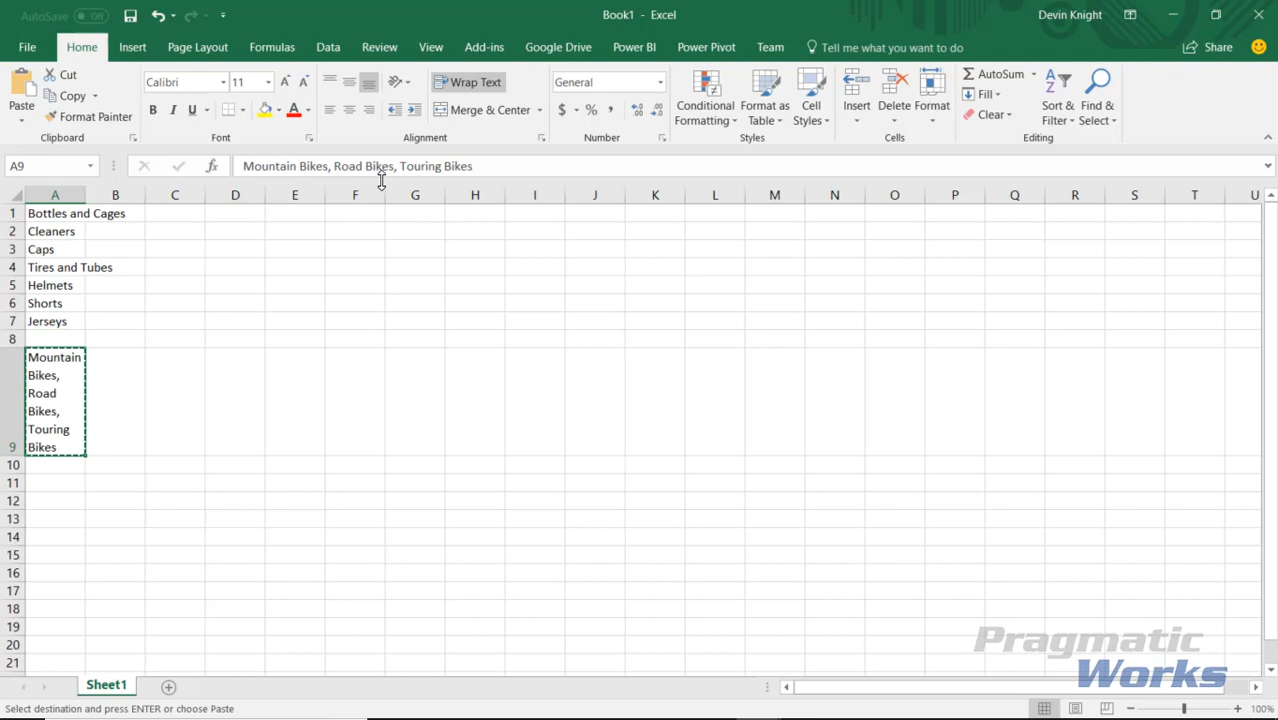 AutoSave Off
Book1 - Excel
Devin Knight
File Home Insert Page Layout Formulas Data Review View Add-ins Google Drive Power BI Power Pivot Team Tell me what you want to do Share
Paste
Cut
Copy
Format Painter
Clipboard
Calibri 11
B I U A
Font
Wrap Text
Merge & Center
Alignment
General
$ % ,
Number
Conditional Formatting
Format as Table
Cell Styles
Styles
Insert Delete Format
Cells
AutoSum
Fill
Clear
Sort & Filter
Find & Select
Editing
A9 fx Mountain Bikes, Road Bikes, Touring Bikes
A B C D E F G H I J K L M N O P Q R S T U
1 Bottles and Cages
2 Cleaners
3 Caps
4 Tires and Tubes
5 Helmets
6 Shorts
7 Jerseys
8
Mountain
Bikes,
Road
Bikes,
Touring
9 Bikes
10
11
12
13
14
15
16
17
18
19
20
21
Pragmatic
Works
Sheet1
Select destination and press ENTER or choose Paste
100%